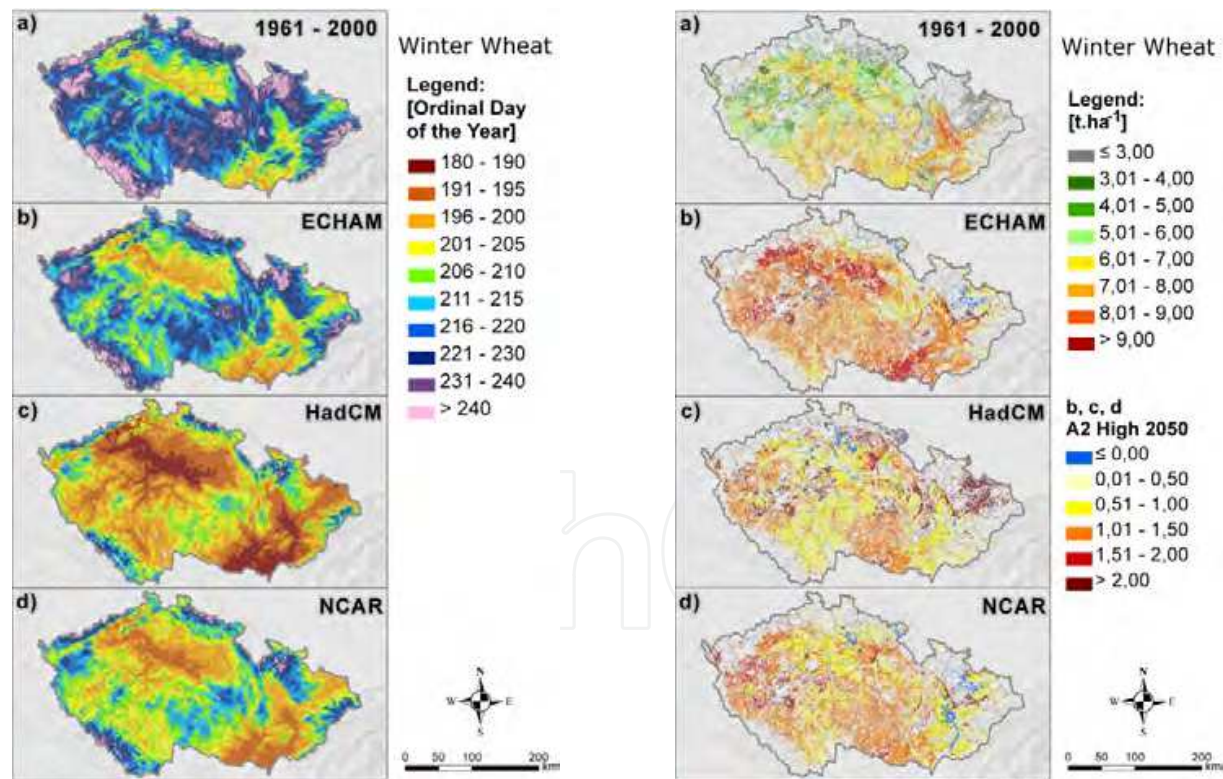 a)
1961 - 2000
b)
ECHAM
c)
HadCM
d)
NCAR
Winter Wheat
Legend:
[Ordinal Day
of the Year]
180 - 190
191 - 195
196 - 200
201 - 205
206 - 210
211 - 215
216 - 220
221 - 230
231 - 240
> 240
N
W E
S
0 50 100 200
km
a)
1961 - 2000
b)
ECHAM
c)
HadCM
d)
NCAR
Winter Wheat
Legend:
[t.ha⁻¹]
≤ 3,00
3,01 - 4,00
4,01 - 5,00
5,01 - 6,00
6,01 - 7,00
7,01 - 8,00
8,01 - 9,00
> 9,00
b, c, d
A2 High 2050
≤ 0,00
0,01 - 0,50
0,51 - 1,00
1,01 - 1,50
1,51 - 2,00
> 2,00
N
W E
S
0 50 100 200
km